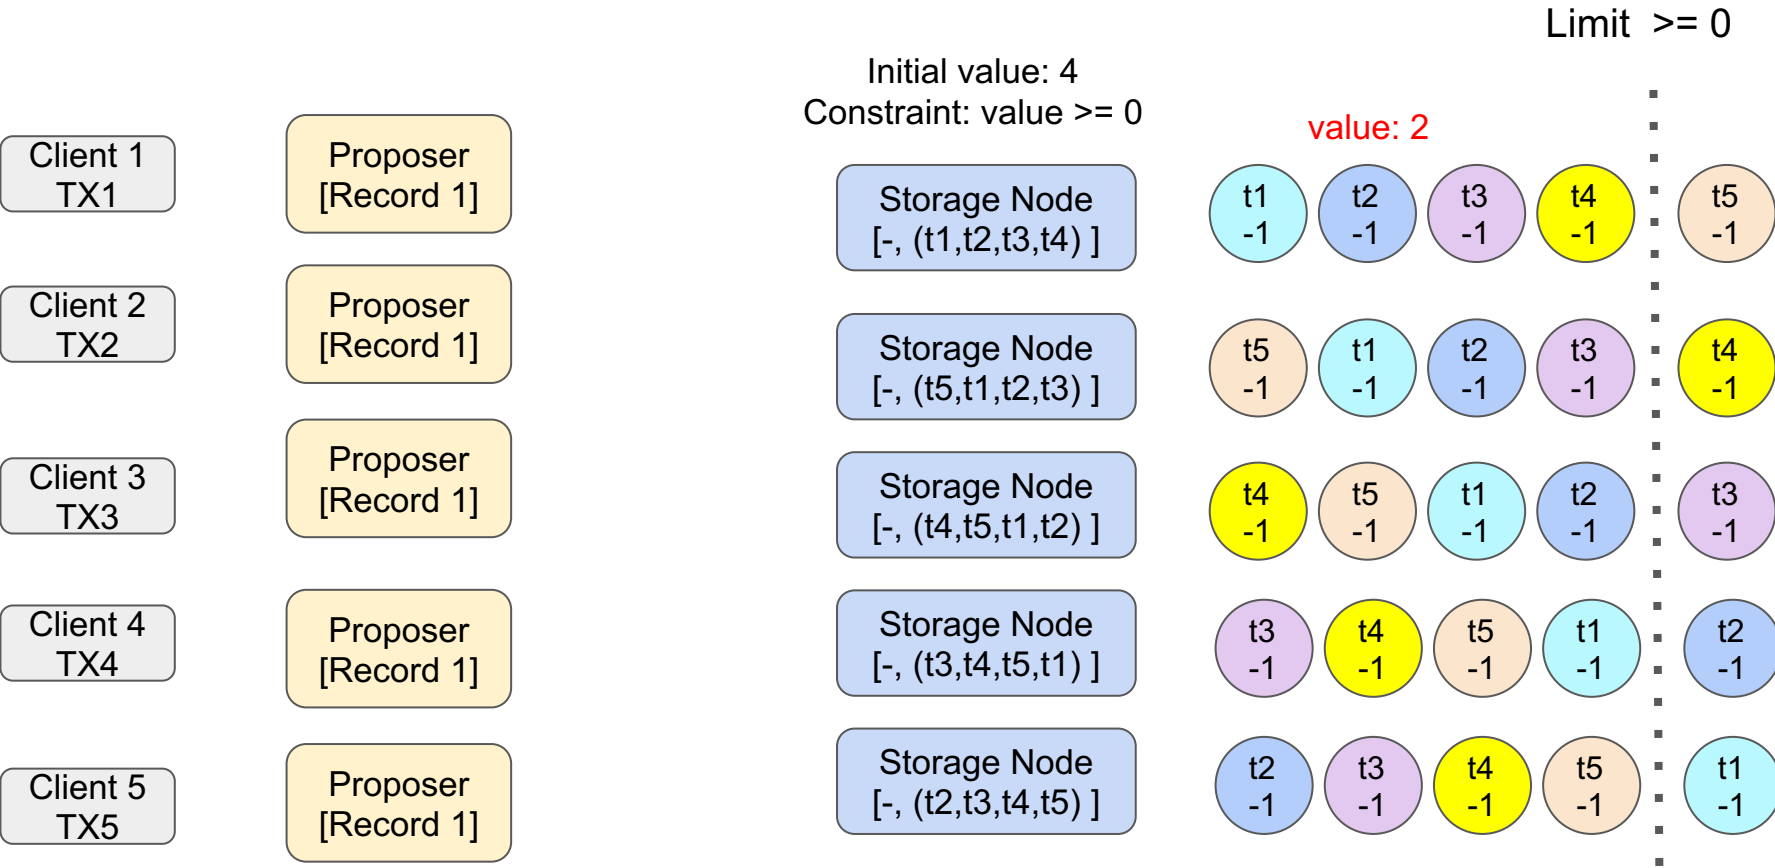 Limit >= 0
Initial value: 4
Constraint: value >= 0
value: 2
Client 1
TX1
Proposer
[Record 1]
Storage Node
[-, (t1,t2,t3,t4) ]
t1
-1
t2
-1
t3
-1
t4
-1
t5
-1
Client 2
TX2
Proposer
[Record 1]
Storage Node
[-, (t5,t1,t2,t3) ]
t5
-1
t1
-1
t2
-1
t3
-1
t4
-1
Client 3
TX3
Proposer
[Record 1]
Storage Node
[-, (t4,t5,t1,t2) ]
t4
-1
t5
-1
t1
-1
t2
-1
t3
-1
Client 4
TX4
Proposer
[Record 1]
Storage Node
[-, (t3,t4,t5,t1) ]
t3
-1
t4
-1
t5
-1
t1
-1
t2
-1
Client 5
TX5
Proposer
[Record 1]
Storage Node
[-, (t2,t3,t4,t5) ]
t2
-1
t3
-1
t4
-1
t5
-1
t1
-1